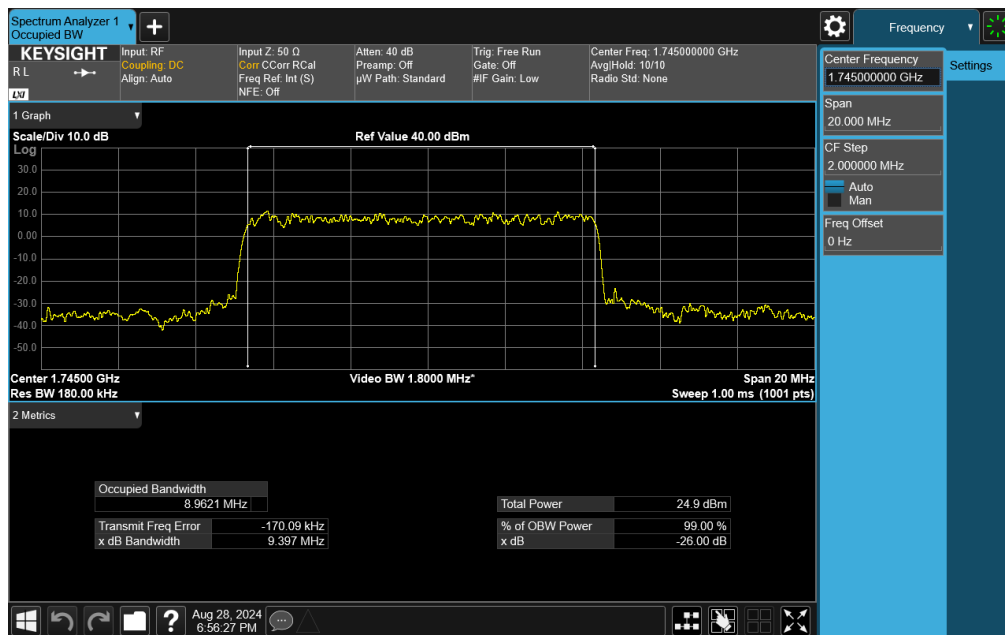 Spectrum Analyzer 1
Occupied BW
Frequency
KEYSIGHT
R L
LXI
Input: RF
Coupling: DC
Align: Auto
Input Z: 50 Ω
Corr CCorr RCal
Freq Ref: Int (S)
NFE: Off
Atten: 40 dB
Preamp: Off
µW Path: Standard
Trig: Free Run
Gate: Off
#IF Gain: Low
Center Freq: 1.745000000 GHz
Avg|Hold: 10/10
Radio Std: None
Center Frequency
1.745000000 GHz
Settings
Span
20.000 MHz
CF Step
2.000000 MHz
Auto
Man
Freq Offset
0 Hz
1 Graph
Scale/Div 10.0 dB
Ref Value 40.00 dBm
Log
30.0
20.0
10.0
0.00
-10.0
-20.0
-30.0
-40.0
-50.0
Center 1.74500 GHz
Video BW 1.8000 MHz*
Span 20 MHz
Res BW 180.00 kHz
Sweep 1.00 ms (1001 pts)
2 Metrics
Occupied Bandwidth
8.9621 MHz
Total Power 24.9 dBm
Transmit Freq Error -170.09 kHz
% of OBW Power 99.00 %
x dB Bandwidth 9.397 MHz
x dB -26.00 dB
?
Aug 28, 2024
6:56:27 PM